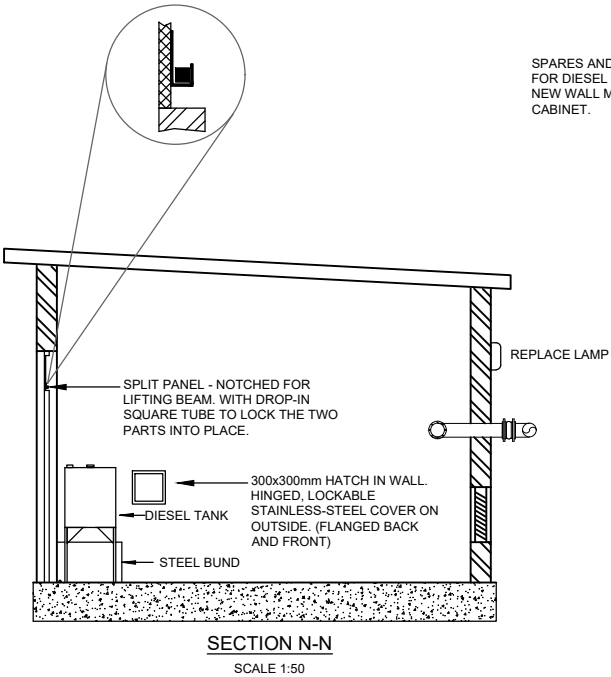 SPARES AND
FOR DIESEL
NEW WALL
CABINET.
REPLACE LAMP
SPLIT PANEL - NOTCHED FOR
LIFTING BEAM. WITH DROP-IN
SQUARE TUBE TO LOCK THE TWO
PARTS INTO PLACE.
300x300mm HATCH IN WALL.
HINGED, LOCKABLE
STAINLESS-STEEL COVER ON
OUTSIDE. (FLANGED BACK
AND FRONT)
DIESEL TANK
STEEL BUND
SECTION N-N
SCALE 1:50